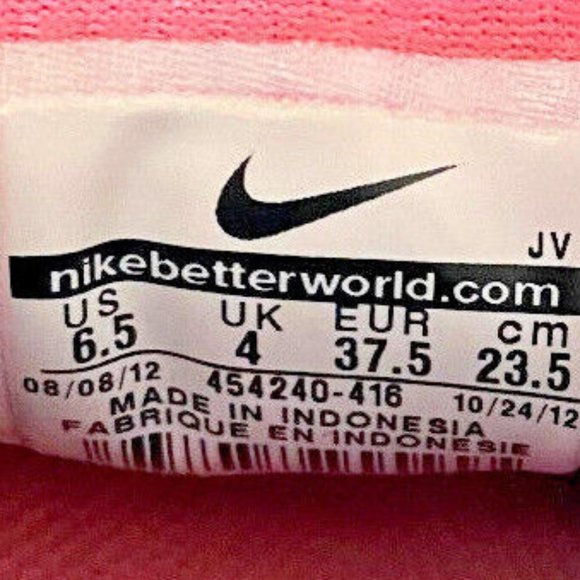 JV
nikebetterworld.com
US UK EUR cm
6.5 4 37.5 23.5
08/08/12 454240-416 10/24/12
MADE IN INDONESIA
FABRIQUE EN INDONESIE